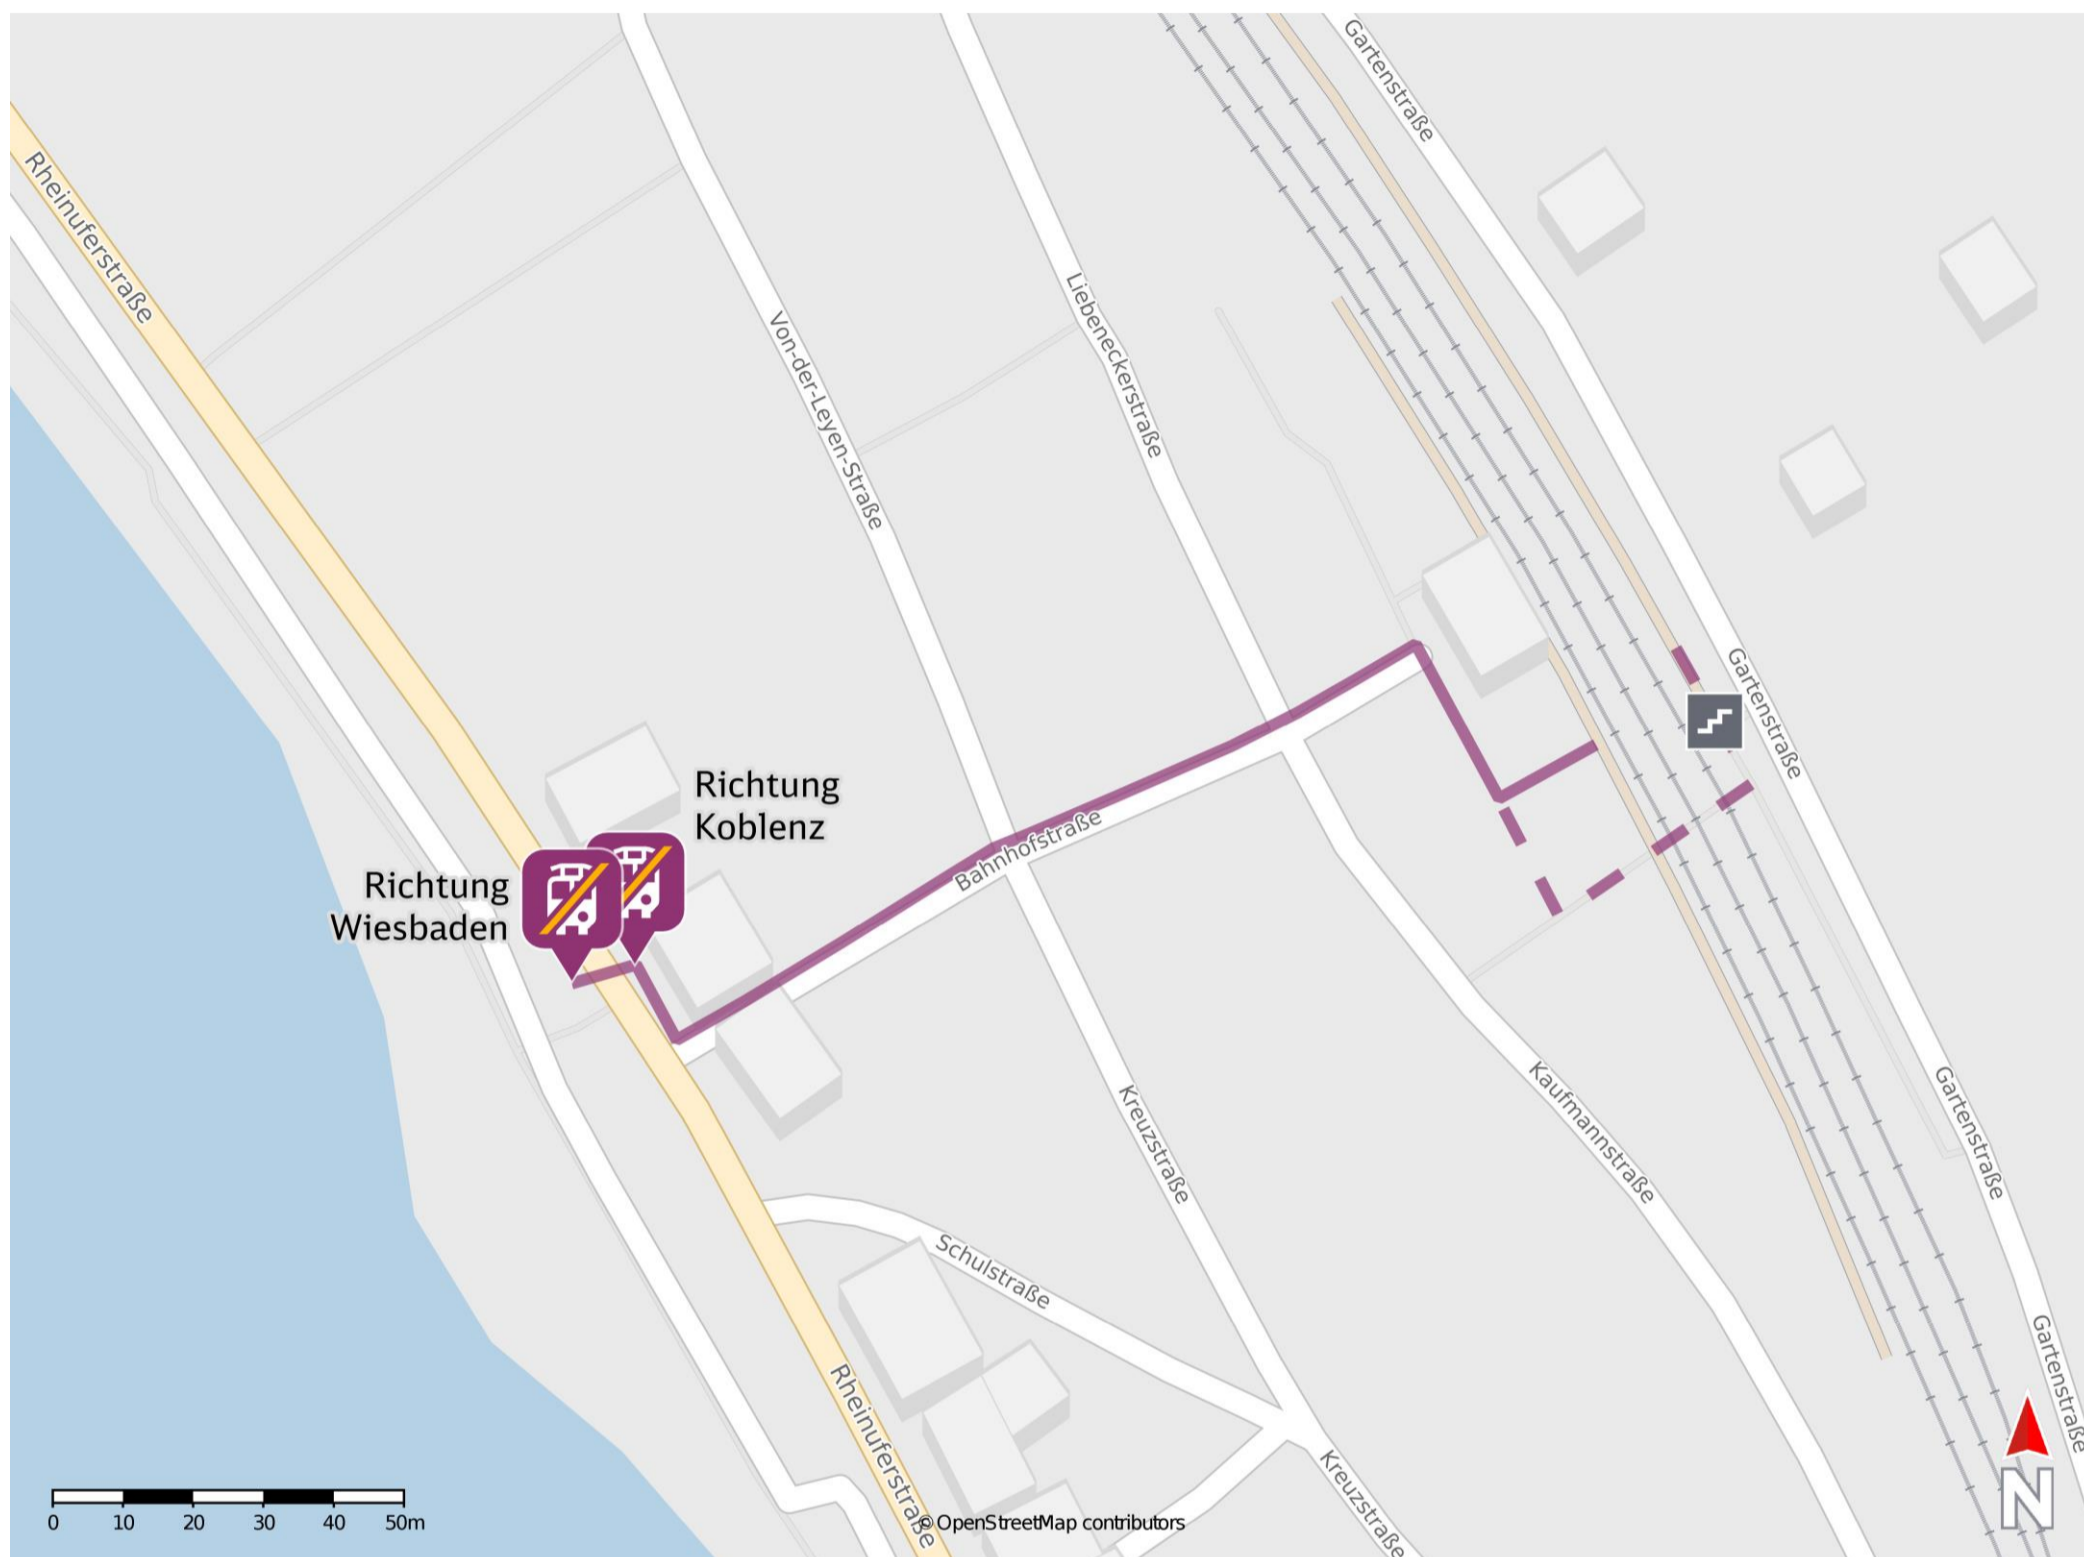 Gartenstraße
Rheinuferstraße
Von-der-Leyen-Straße
Liebeneckerstraße
Gartenstraße
Richtung
Koblenz
Bahnhofstraße
Richtung
Wiesbaden
Kreuzstraße
Kaufmannstraße
Gartenstraße
Schulstraße
Gartenstraße
Rheinuferstraße
Kreuzstraße
N
0 10 20 30 40 50m
© OpenStreetMap contributors